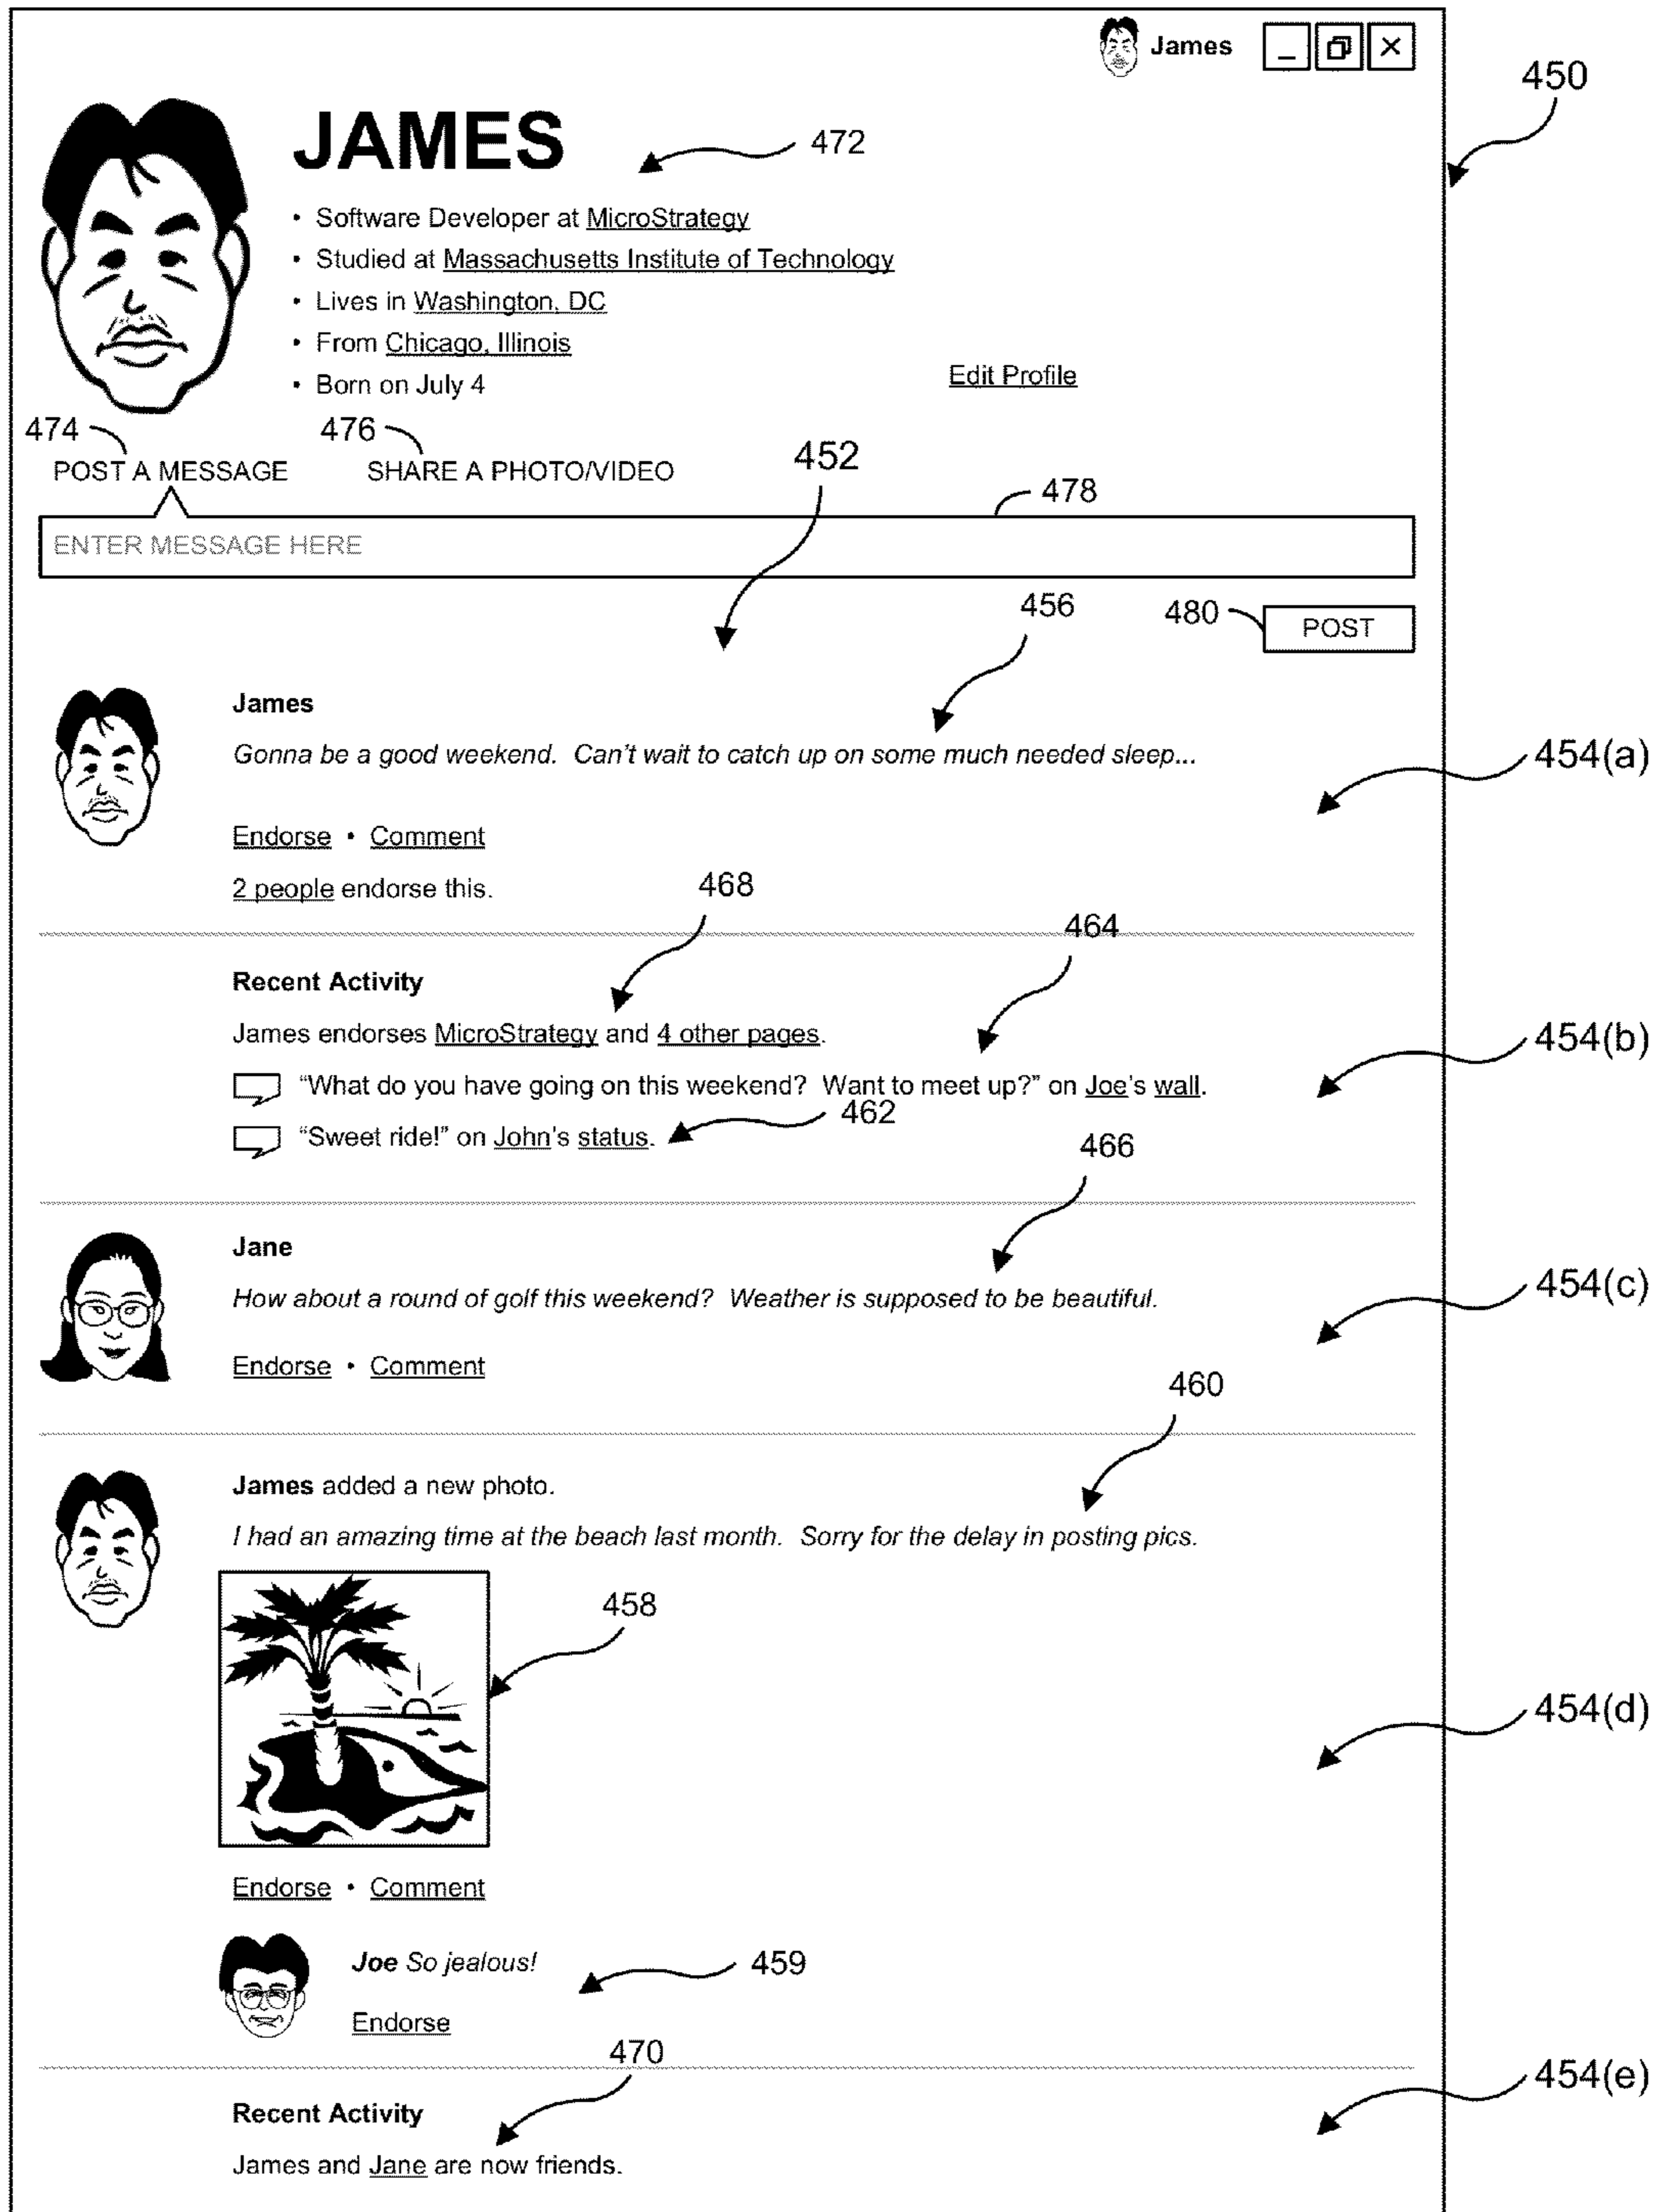 James
450
JAMES
472
• Software Developer at MicroStrategy
• Studied at Massachusetts Institute of Technology
• Lives in Washington, DC
• From Chicago, Illinois
• Born on July 4
Edit Profile
474
476
POST A MESSAGE
SHARE A PHOTO/VIDEO
452
478
ENTER MESSAGE HERE
456
480
POST
James
Gonna be a good weekend.  Can't wait to catch up on some much needed sleep...
454(a)
Endorse • Comment
2 people endorse this.
468
464
Recent Activity
James endorses MicroStrategy and 4 other pages.
454(b)
“What do you have going on this weekend?  Want to meet up?” on Joe's wall.
462
“Sweet ride!” on John's status.
466
Jane
How about a round of golf this weekend?  Weather is supposed to be beautiful.
454(c)
Endorse • Comment
460
James added a new photo.
I had an amazing time at the beach last month.  Sorry for the delay in posting pics.
458
454(d)
Endorse • Comment
Joe So jealous!
459
Endorse
470
454(e)
Recent Activity
James and Jane are now friends.